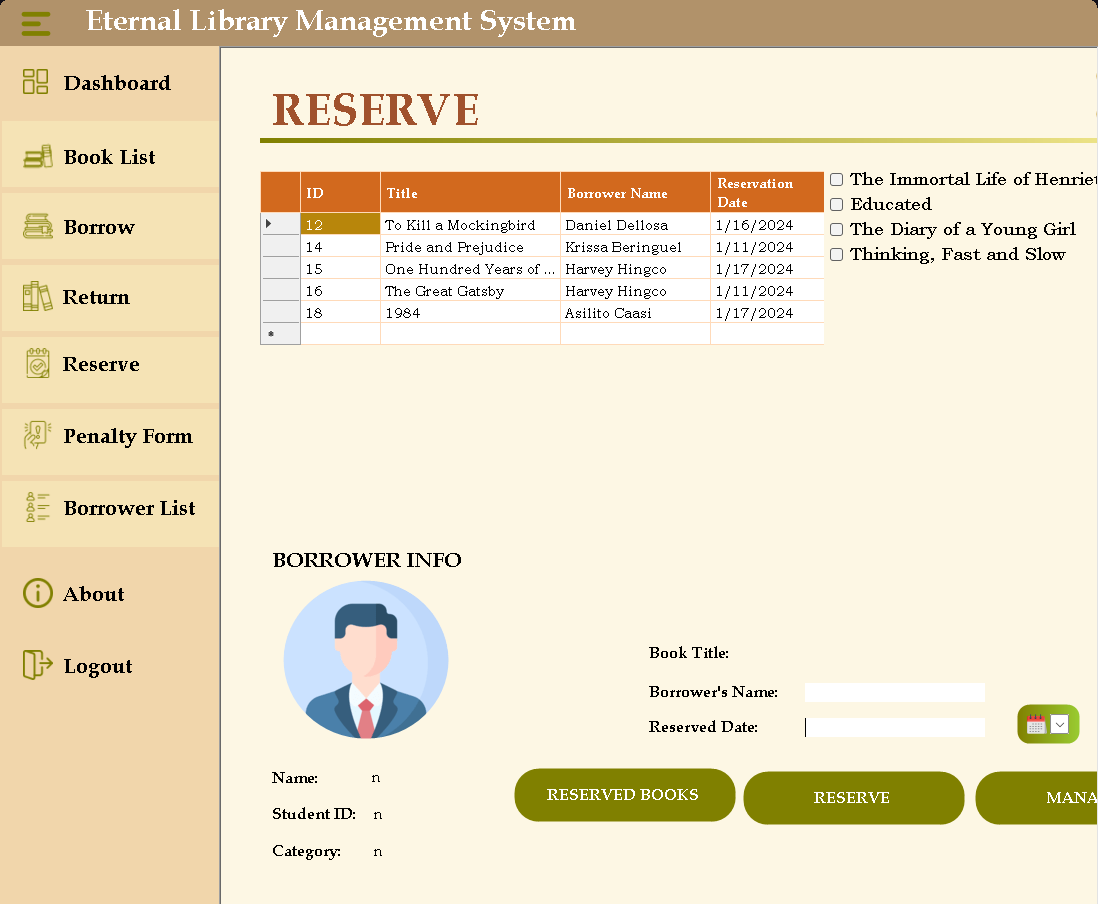 Eternal Library Management System
Dashboard
Book List
Borrow
Return
Reserve
Penalty Form
Borrower List
About
Logout
RESERVE
ID Title Borrower Name Reservation Date
12 To Kill a Mockingbird Daniel Dellosa 1/16/2024
14 Pride and Prejudice Krissa Beringuel 1/11/2024
15 One Hundred Years of ... Harvey Hingco 1/17/2024
16 The Great Gatsby Harvey Hingco 1/11/2024
18 1984 Asilito Caasi 1/17/2024
*
The Immortal Life of Henriet
Educated
The Diary of a Young Girl
Thinking, Fast and Slow
BORROWER INFO
Book Title:
Borrower's Name:
Reserved Date:
Name: n
Student ID: n
Category: n
RESERVED BOOKS
RESERVE
MANA